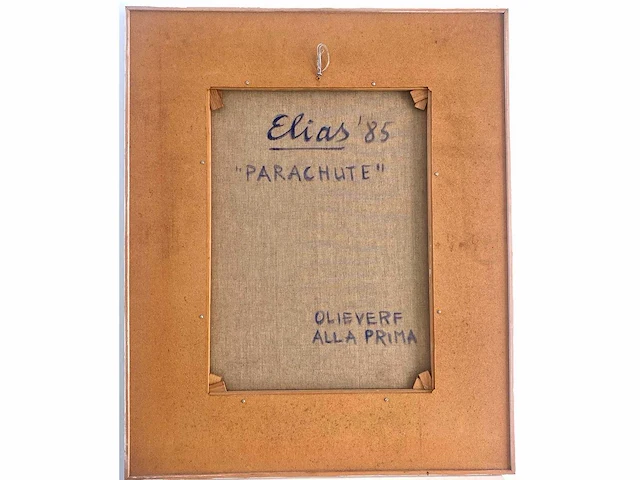 Elias '85
"PARACHUTE"
OLIEVERF
ALLA PRIMA